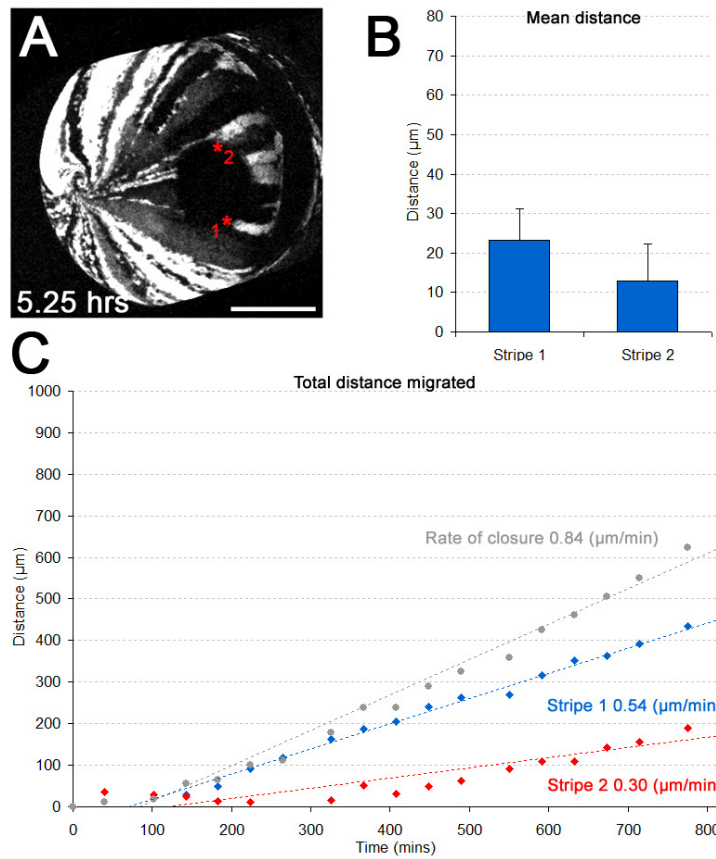 A
*2
1*
5.25 hrs
B
Mean distance
80
70
60
50
40
30
20
10
0
Distance (µm)
Stripe 1
Stripe 2
C
Total distance migrated
1000
900
800
700
600
500
400
300
200
100
0
Distance (µm)
Rate of closure 0.84 (µm/min)
Stripe 1 0.54 (µm/min
Stripe 2 0.30 (µm/min
0
100
200
300
400
500
600
700
800
Time (mins)